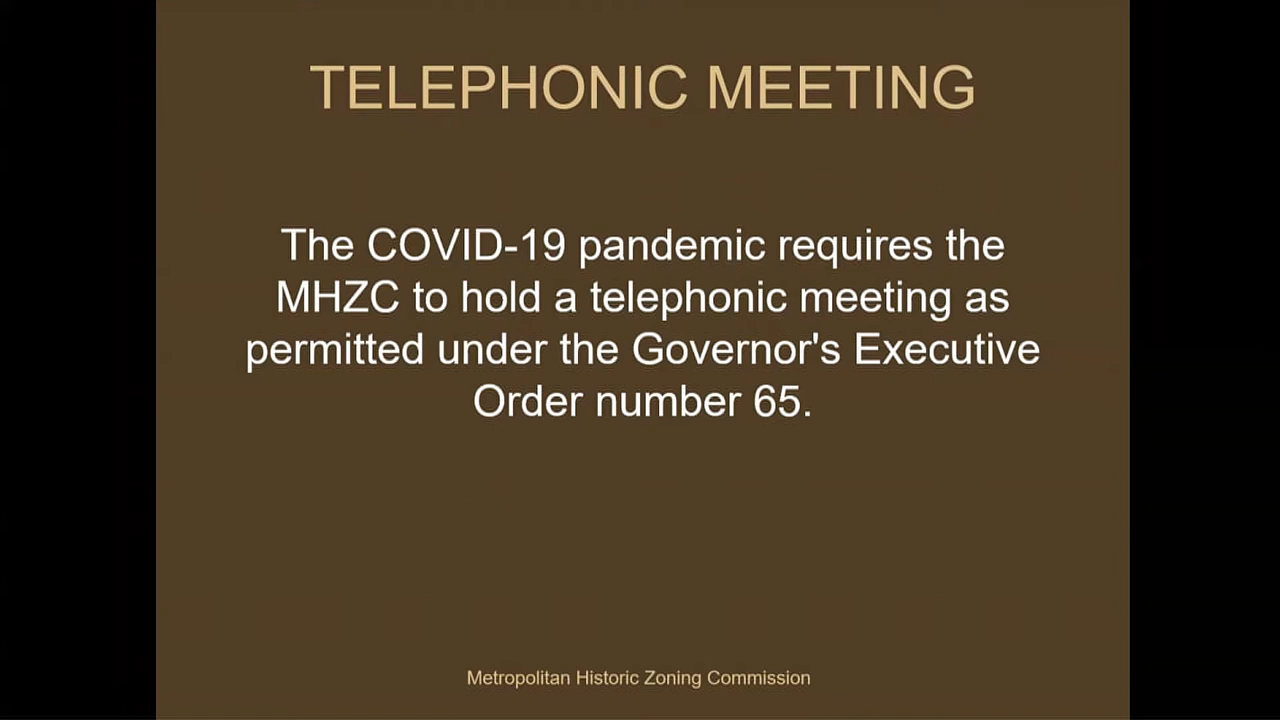 TELEPHONIC MEETING
The COVID-19 pandemic requires the
MHZC to hold a telephonic meeting as
permitted under the Governor's Executive
Order number 65.
Metropolitan Historic Zoning Commission